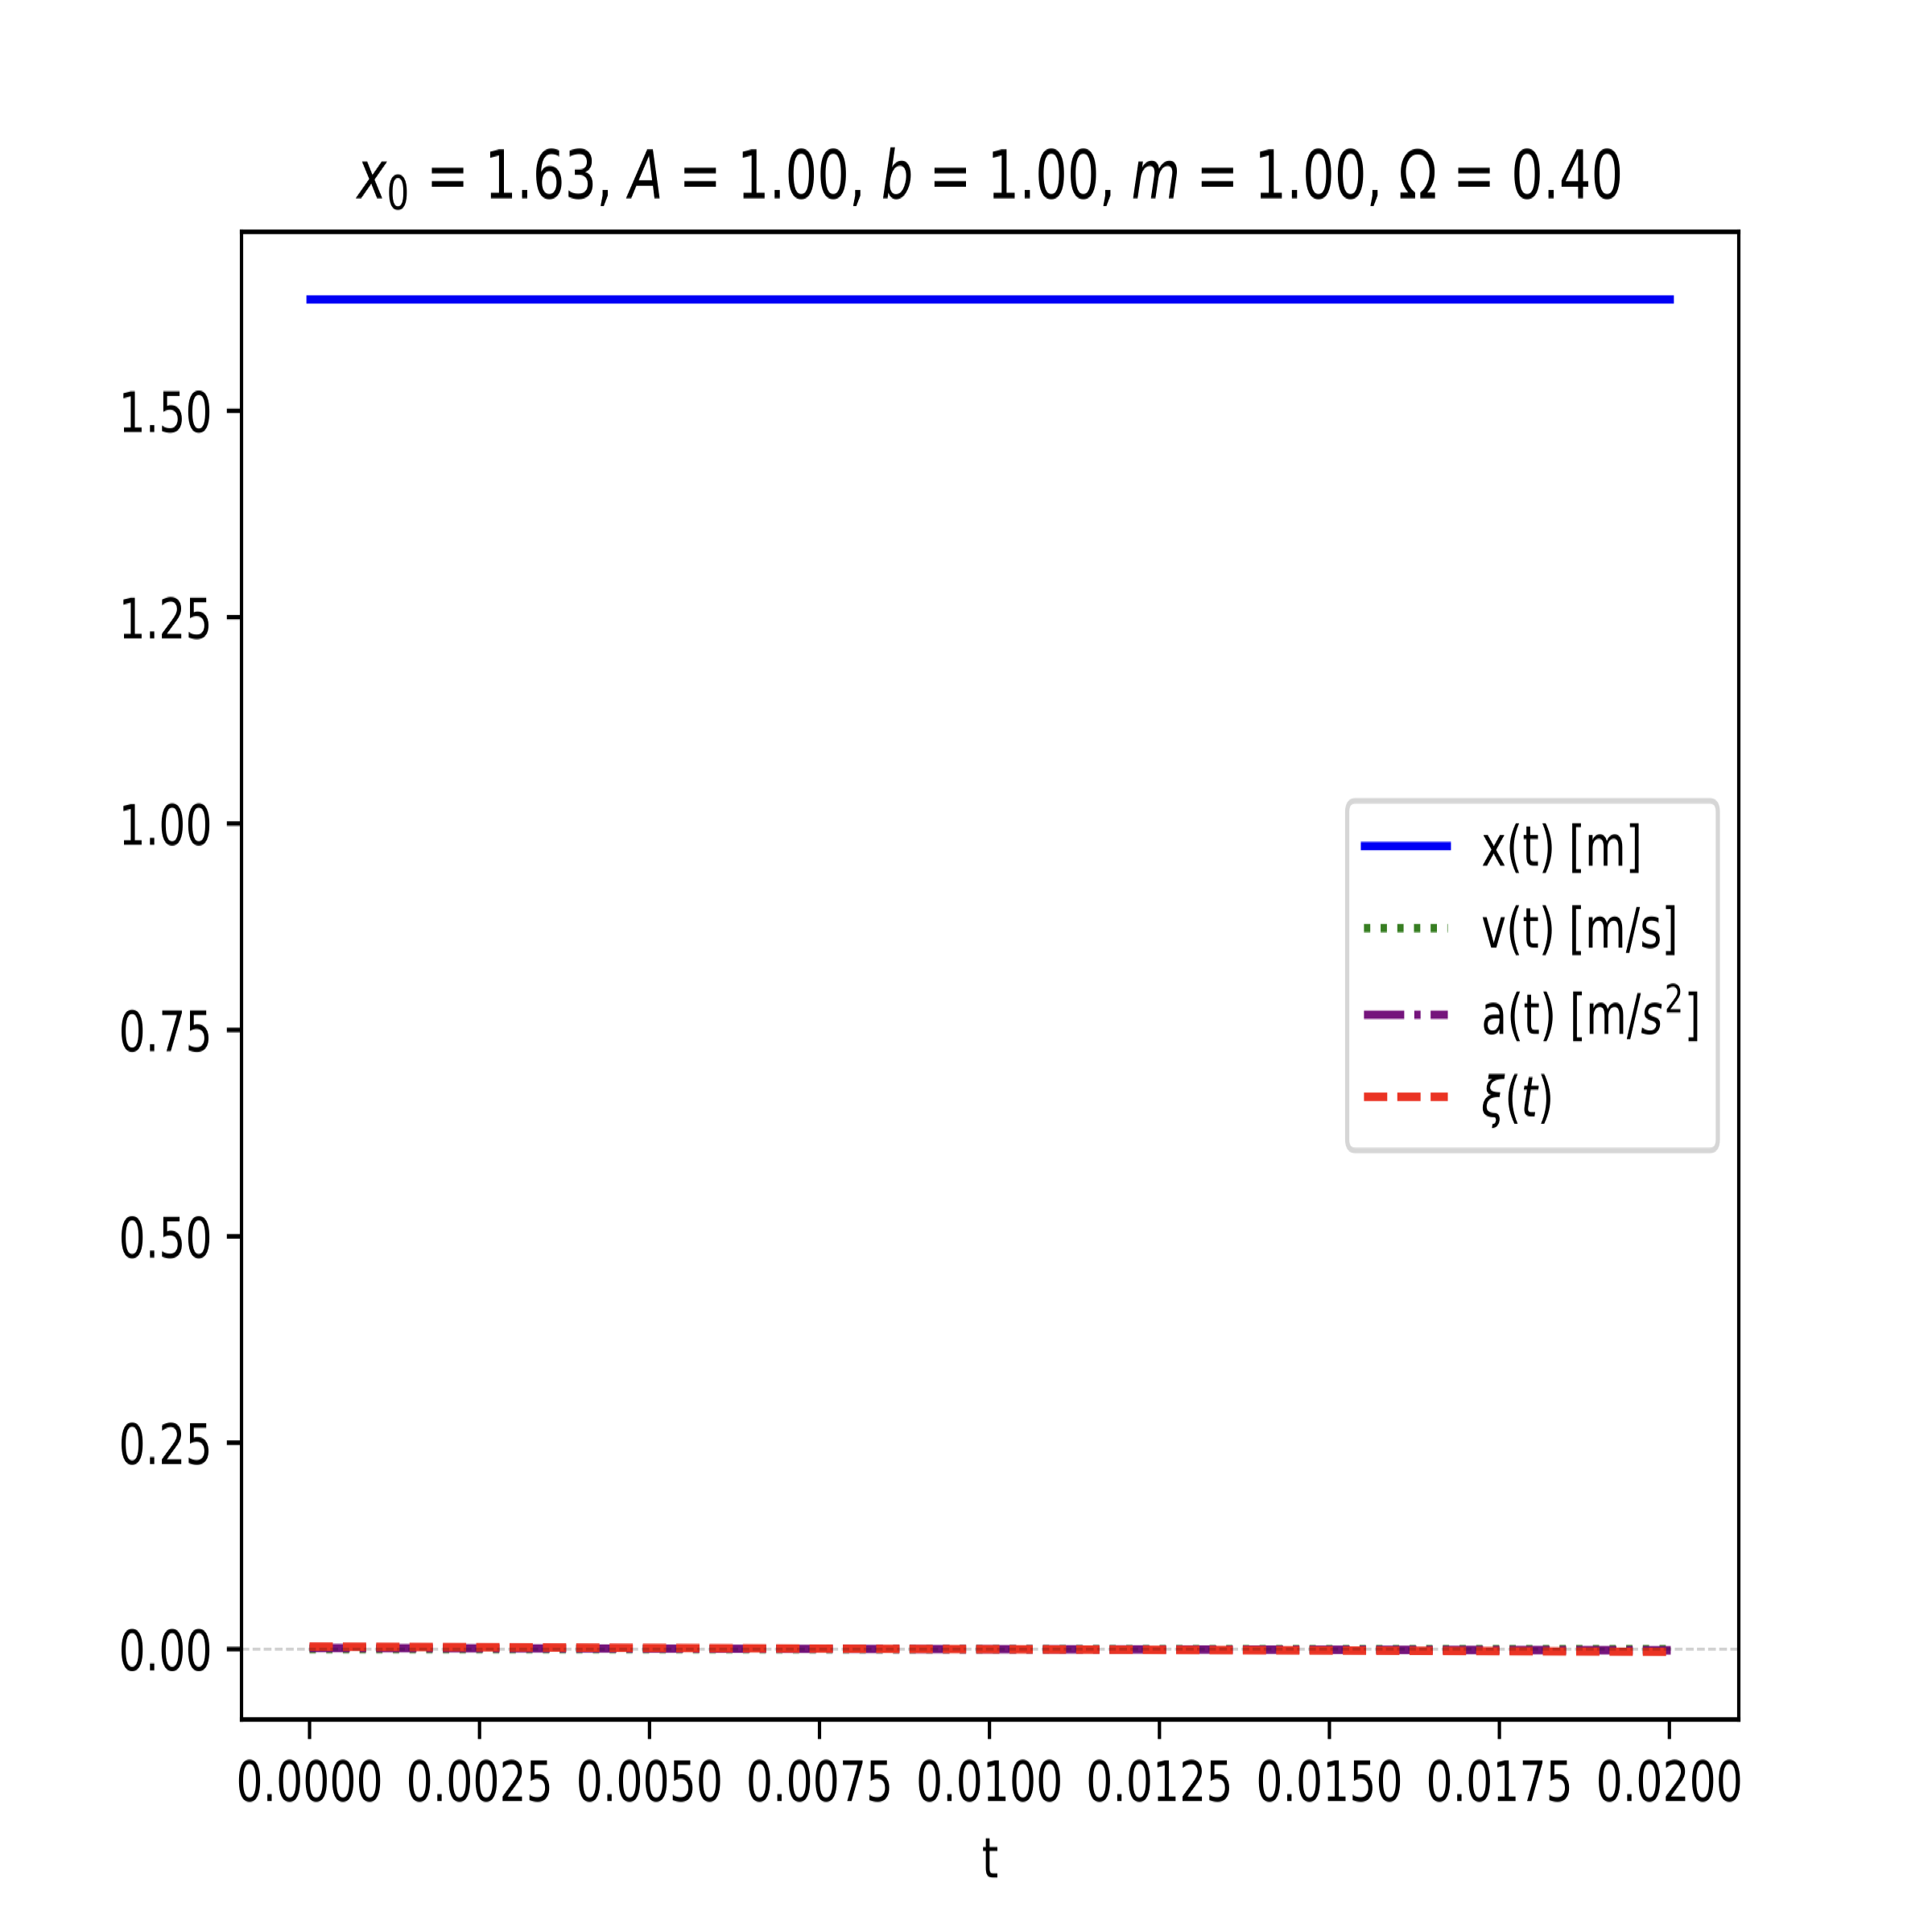 x₀ = 1.63, A = 1.00, b = 1.00, m = 1.00, Ω = 0.40
1.50
1.25
1.00
0.75
0.50
0.25
0.00
x(t) [m]
v(t) [m/s]
a(t) [m/s²]
ξ(t)
0.0000 0.0025 0.0050 0.0075 0.0100 0.0125 0.0150 0.0175 0.0200
t